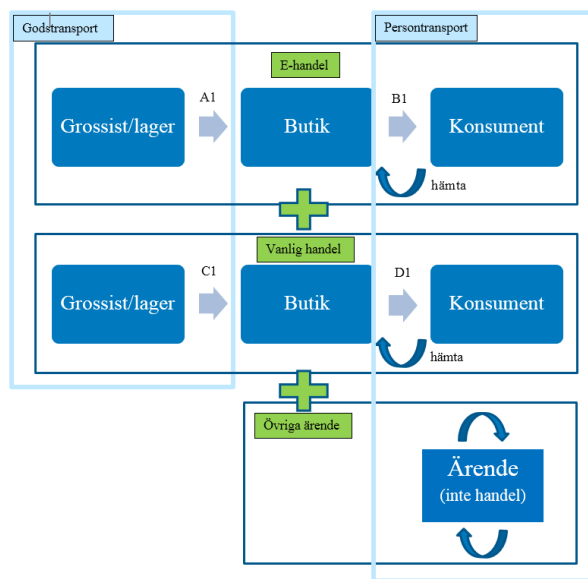 Godstransport
Persontransport
E-handel
A1
B1
Grossist/lager
Butik
Konsument
hämta
Vanlig handel
C1
D1
Grossist/lager
Butik
Konsument
hämta
Övriga ärende
Ärende
(inte handel)